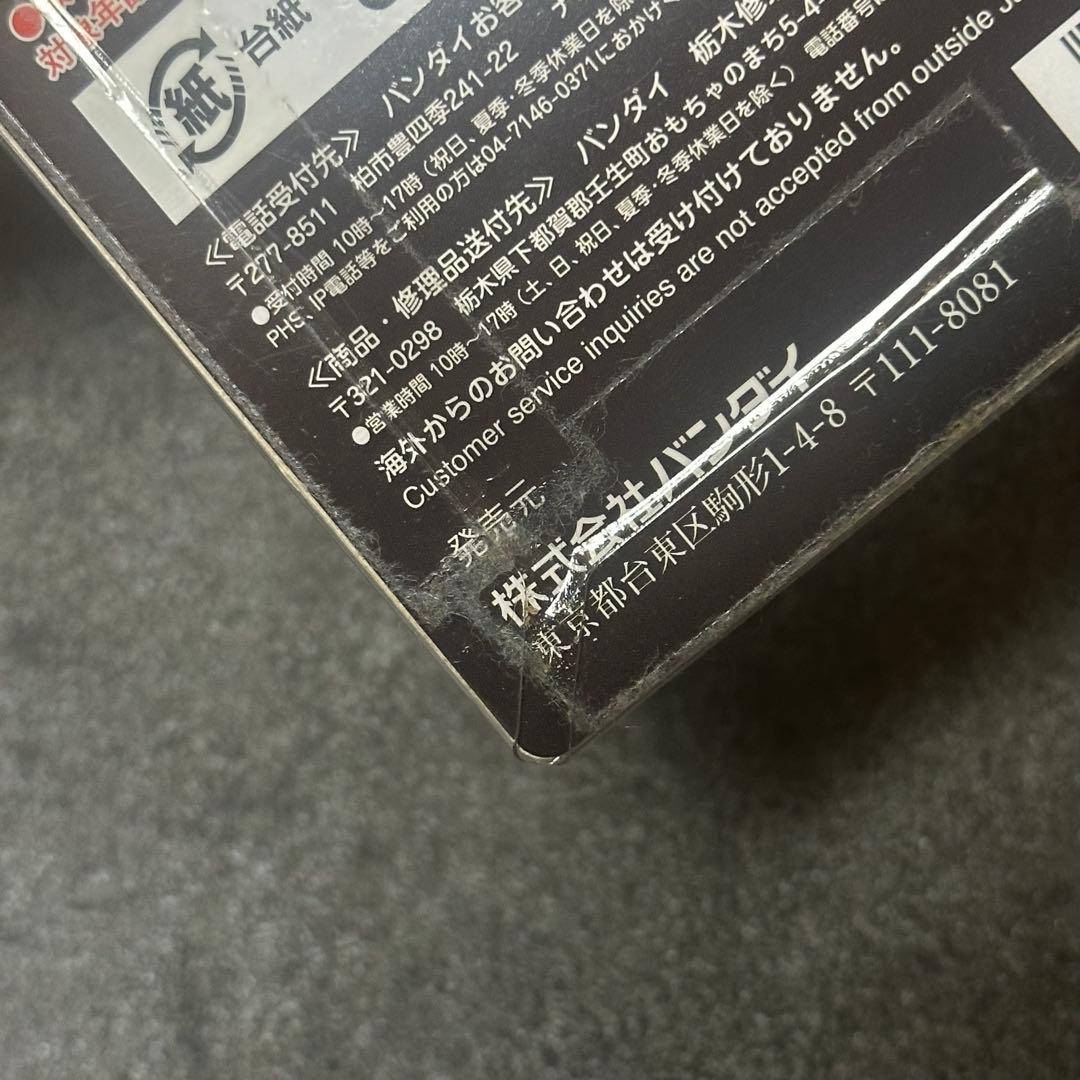 対象年
紙
台紙
≪電話受付先≫ バンダイお客
〒277-8511 柏市豊四季241-22
●受付時間 10時～17時(祝日、夏季・冬季休業日を除
PHS、IP電話等をご利用の方は04-7146-0371におかけく
≪商品・修理品送付先≫ バンダイ 栃木修
〒321-0298 栃木県下都賀郡壬生町おもちゃのまち5-4-
●営業時間 10時～17時(土、日、祝日、夏季・冬季休業日を除く) 電話番号
海外からのお問い合わせは受け付けておりません。
Customer service inquiries are not accepted from outside
発売元
株式会社バンダイ
東京都台東区駒形1-4-8 〒111-8081